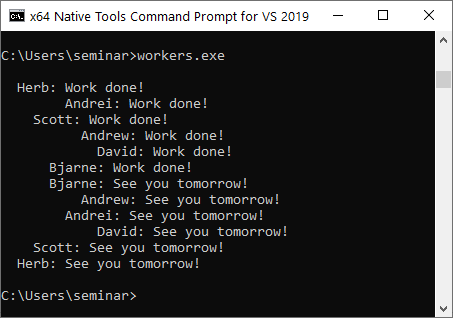 x64 Native Tools Command Prompt for VS 2019
C:\Users\seminar>workers.exe
Herb: Work done!
Andrei: Work done!
Scott: Work done!
Andrew: Work done!
David: Work done!
Bjarne: Work done!
Bjarne: See you tomorrow!
Andrew: See you tomorrow!
Andrei: See you tomorrow!
David: See you tomorrow!
Scott: See you tomorrow!
Herb: See you tomorrow!
C:\Users\seminar>